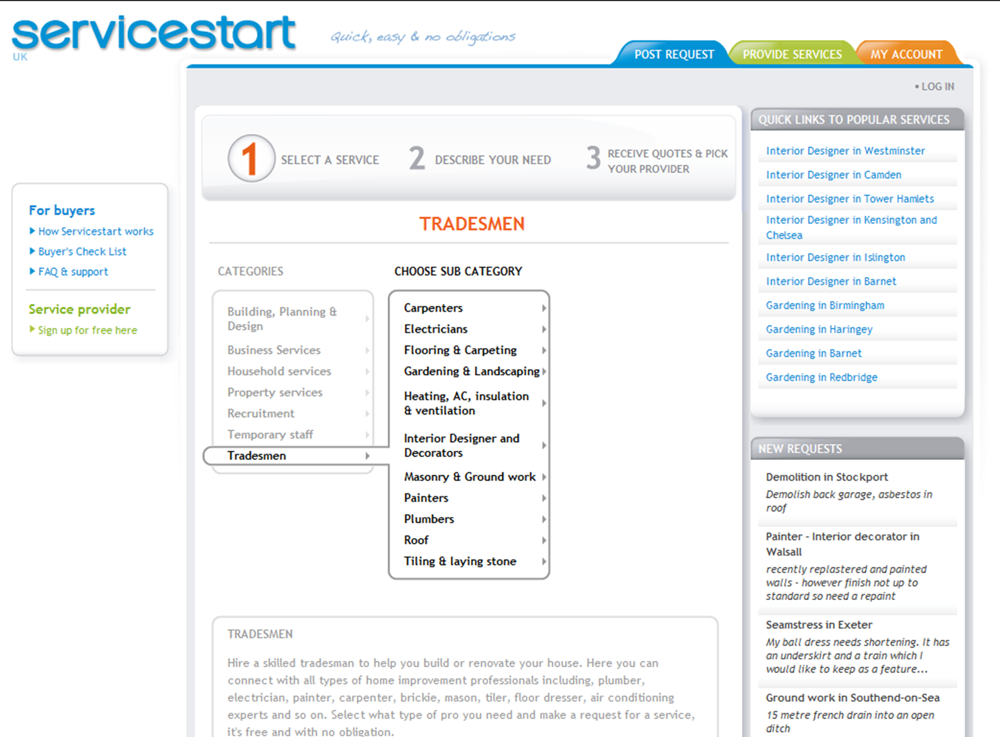 servicestart
UK
Quick, easy & no obligations
POST REQUEST
PROVIDE SERVICES
MY ACCOUNT
• LOG IN
For buyers
How Servicestart works
Buyer's Check List
FAQ & support
Service provider
Sign up for free here
1
SELECT A SERVICE
2
DESCRIBE YOUR NEED
3
RECEIVE QUOTES & PICK
YOUR PROVIDER
TRADESMEN
CATEGORIES
Building, Planning &
Design
Business Services
Household services
Property services
Recruitment
Temporary staff
Tradesmen
CHOOSE SUB CATEGORY
Carpenters
Electricians
Flooring & Carpeting
Gardening & Landscaping
Heating, AC, insulation
& ventilation
Interior Designer and
Decorators
Masonry & Ground work
Painters
Plumbers
Roof
Tiling & laying stone
TRADESMEN
Hire a skilled tradesman to help you build or renovate your house. Here you can
connect with all types of home improvement professionals including, plumber,
electrician, painter, carpenter, brickie, mason, tiler, floor dresser, air conditioning
experts and so on. Select what type of pro you need and make a request for a service,
it's free and with no obligation.
QUICK LINKS TO POPULAR SERVICES
Interior Designer in Westminster
Interior Designer in Camden
Interior Designer in Tower Hamlets
Interior Designer in Kensington and
Chelsea
Interior Designer in Islington
Interior Designer in Barnet
Gardening in Birmingham
Gardening in Haringey
Gardening in Barnet
Gardening in Redbridge
NEW REQUESTS
Demolition in Stockport
Demolish back garage, asbestos in
roof
Painter - Interior decorator in
Walsall
recently replastered and painted
walls - however finish not up to
standard so need a repaint
Seamstress in Exeter
My ball dress needs shortening. It has
an underskirt and a train which I
would like to keep as a feature...
Ground work in Southend-on-Sea
15 metre french drain into an open
ditch